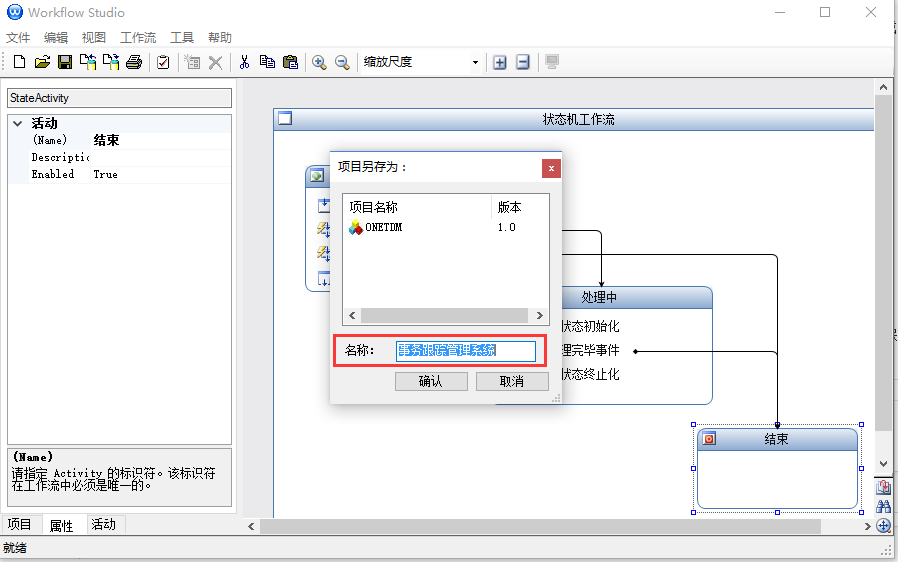 Workflow Studio
文件 编辑 视图 工作流 工具 帮助
缩放尺度
StateActivity
活动
(Name) 结束
Descriptic
Enabled True
状态机工作流
项目另存为:
项目名称 版本
ONETDM 1.0
名称: 事务跟踪管理系统
确认 取消
处理中
状态初始化
理完毕事件
状态终止化
结束
(Name)
请指定 Activity 的标识符。该标识符
在工作流中必须是唯一的。
项目 属性 活动
就绪